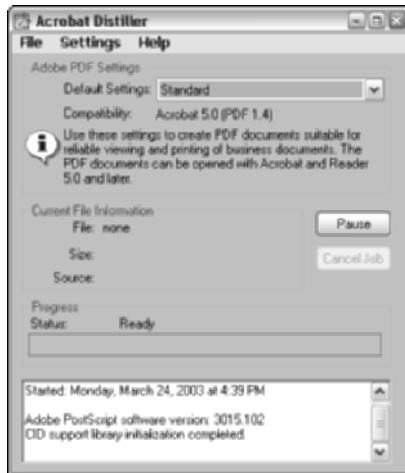 Acrobat Distiller
File Settings Help
Adobe PDF Settings
Default Settings: Standard
Compatibility: Acrobat 5.0 (PDF 1.4)
Use these settings to create PDF documents suitable for
reliable viewing and printing of business documents. The
PDF documents can be opened with Acrobat and Reader
5.0 and later.
Current File Information
File: none
Pause
Size:
Cancel Job
Source:
Progress
Status: Ready
Started: Monday, March 24, 2003 at 4:39 PM
Adobe PostScript software version: 3015.102
CID support library initialization completed.